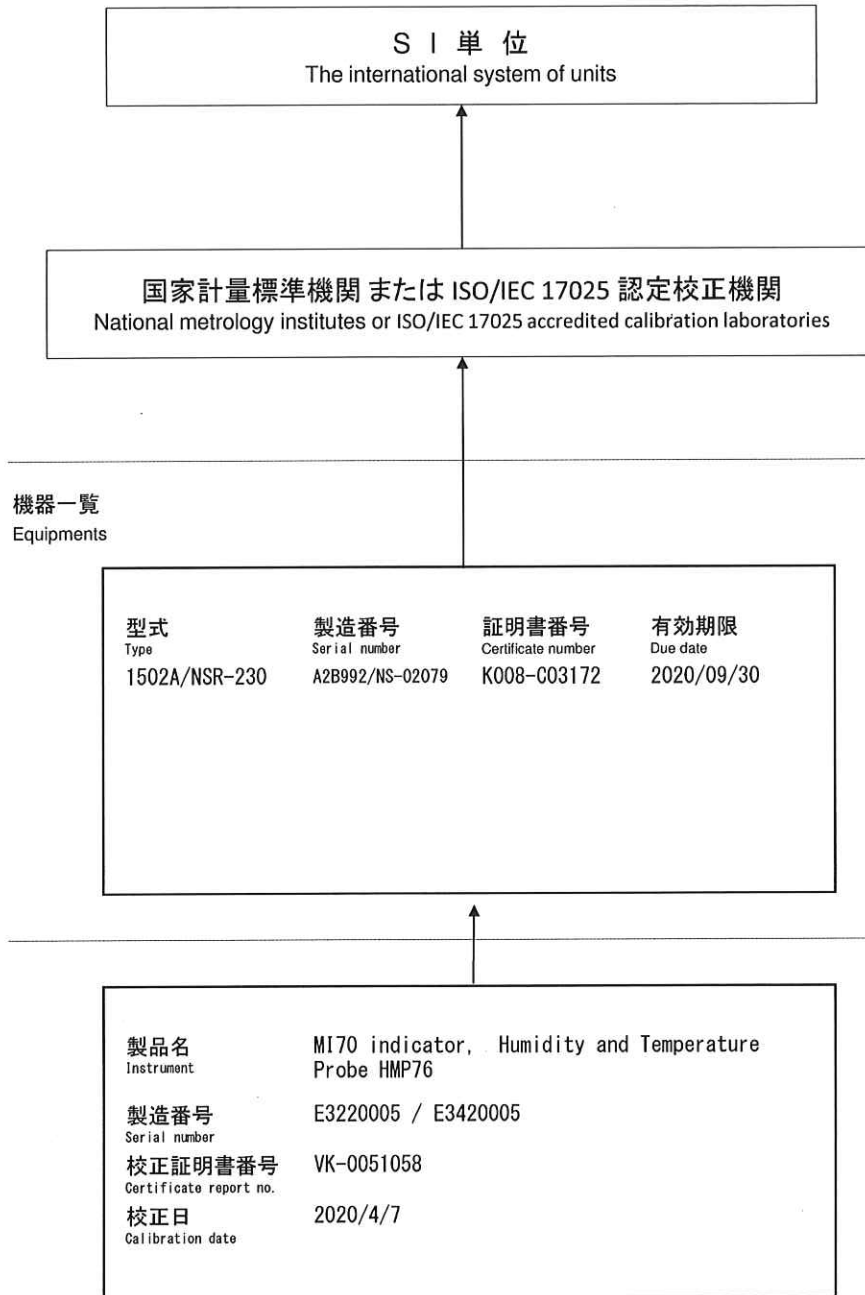 ＳＩ単位
The international system of units
国家計量標準機関 または ISO/IEC 17025 認定校正機関
National metrology institutes or ISO/IEC 17025 accredited calibration laboratories
機器一覧
Equipments
型式 製造番号 証明書番号 有効期限
Type Serial number Certificate number Due date
1502A/NSR-230 A2B992/NS-02079 K008-C03172 2020/09/30
製品名 MI70 indicator, Humidity and Temperature
Instrument Probe HMP76
製造番号 E3220005 / E3420005
Serial number
校正証明書番号 VK-0051058
Certificate report no.
校正日 2020/4/7
Calibration date